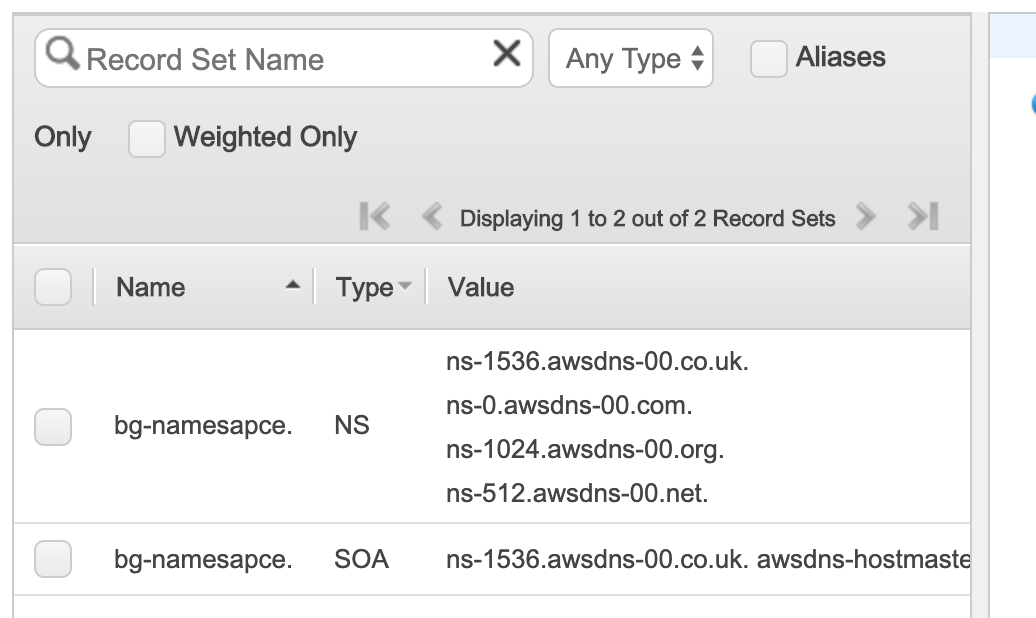 Record Set Name Any Type Aliases
Only Weighted Only
Displaying 1 to 2 out of 2 Record Sets
Name Type Value
bg-namesapce. NS ns-1536.awsdns-00.co.uk.
ns-0.awsdns-00.com.
ns-1024.awsdns-00.org.
ns-512.awsdns-00.net.
bg-namesapce. SOA ns-1536.awsdns-00.co.uk. awsdns-hostmaste